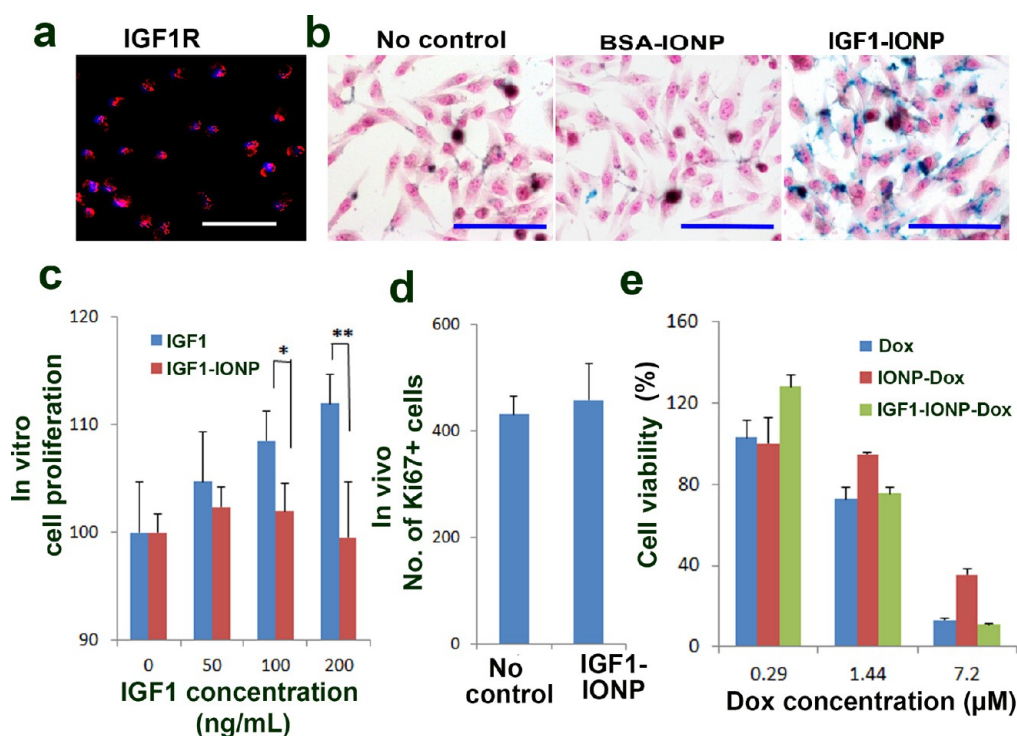 a
IGF1R
b
No control
BSA-IONP
IGF1-IONP
c
120
110
100
90
IGF1
IGF1-IONP
*
**
0 50 100 200
In vitro
cell proliferation
IGF1 concentration
(ng/mL)
d
600
400
200
0
In vivo
No. of Ki67+ cells
No
control
IGF1-
IONP
e
160
120
80
40
0
Dox
IONP-Dox
IGF1-IONP-Dox
Cell viability (%)
0.29 1.44 7.2
Dox concentration (µM)